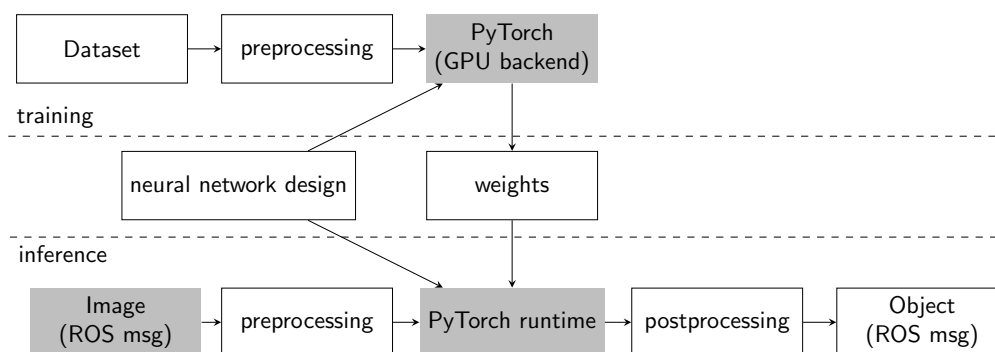 Dataset
preprocessing
PyTorch
(GPU backend)
training
neural network design
weights
inference
Image
(ROS msg)
preprocessing
PyTorch runtime
postprocessing
Object
(ROS msg)